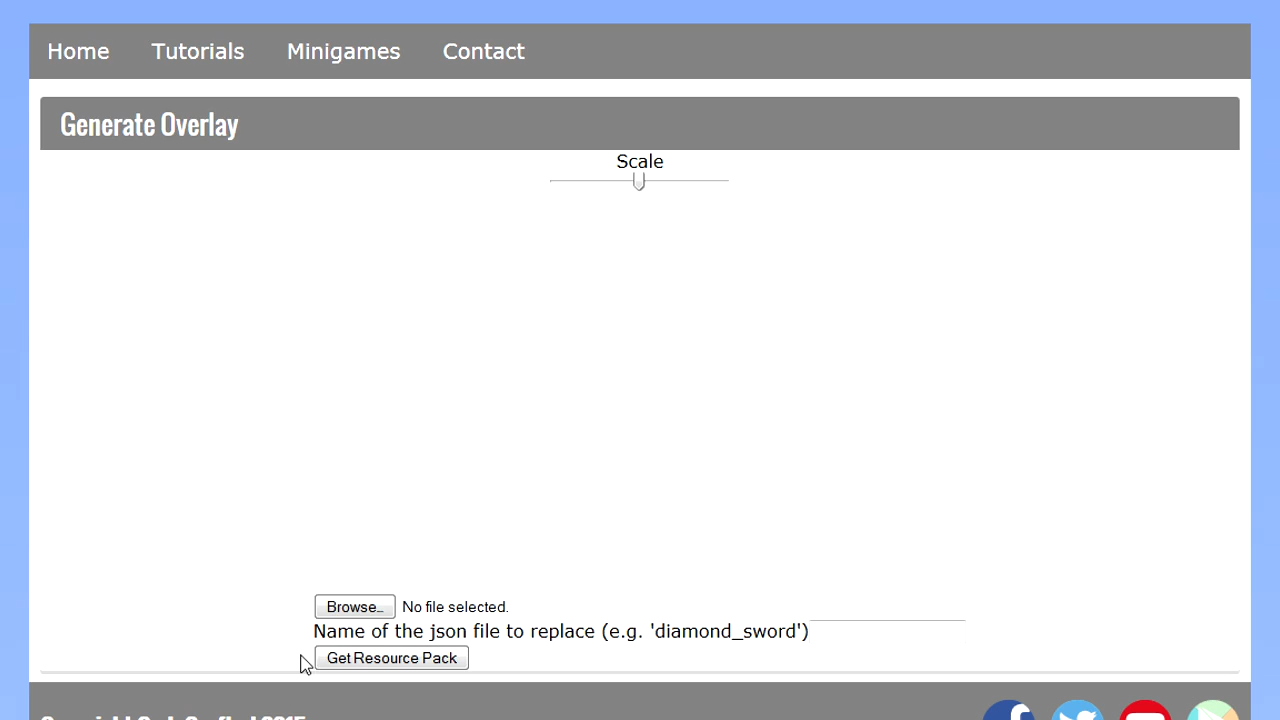 Home Tutorials Minigames Contact
Generate Overlay
Scale
Browse... No file selected.
Name of the json file to replace (e.g. 'diamond_sword')
Get Resource Pack